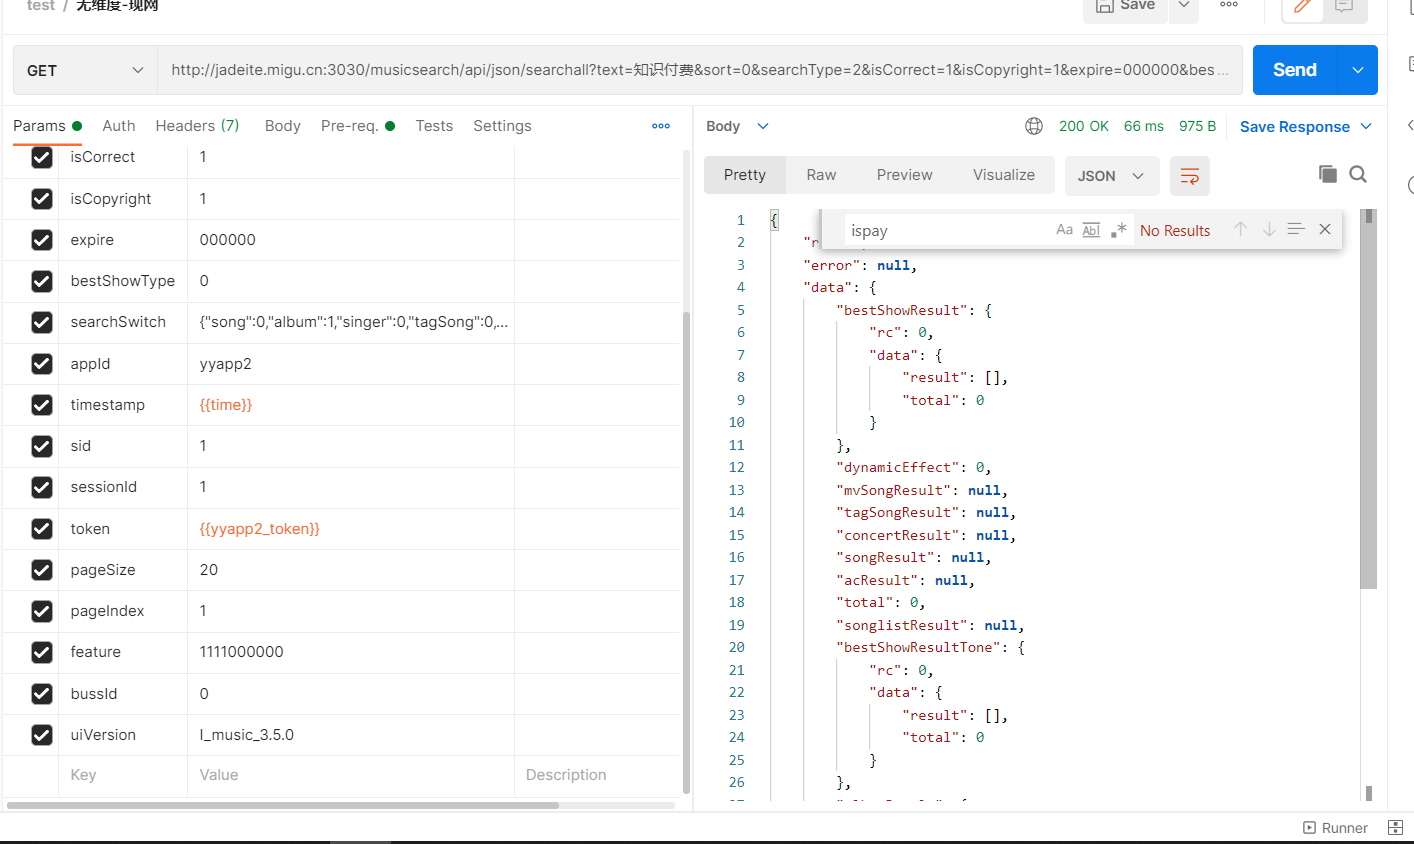 test / 无维度-现网
Save
GET
http://jadeite.migu.cn:3030/musicsearch/api/json/searchall?text=知识付费&sort=0&searchType=2&isCorrect=1&isCopyright=1&expire=000000&bes ...
Send
Params
Auth
Headers (7)
Body
Pre-req.
Tests
Settings
isCorrect 1
isCopyright 1
expire 000000
bestShowType 0
searchSwitch {"song":0,"album":1,"singer":0,"tagSong":0,...
appId yyapp2
timestamp {{time}}
sid 1
sessionId 1
token {{yyapp2_token}}
pageSize 20
pageIndex 1
feature 1111000000
bussId 0
uiVersion I_music_3.5.0
Key Value Description
Body
200 OK 66 ms 975 B Save Response
Pretty Raw Preview Visualize JSON
ispay Aa Abl .* No Results
1 {
2 "r
3 "error": null,
4 "data": {
5 "bestShowResult": {
6 "rc": 0,
7 "data": {
8 "result": [],
9 "total": 0
10 }
11 },
12 "dynamicEffect": 0,
13 "mvSongResult": null,
14 "tagSongResult": null,
15 "concertResult": null,
16 "songResult": null,
17 "acResult": null,
18 "total": 0,
19 "songlistResult": null,
20 "bestShowResultTone": {
21 "rc": 0,
22 "data": {
23 "result": [],
24 "total": 0
25 }
26 },
Runner